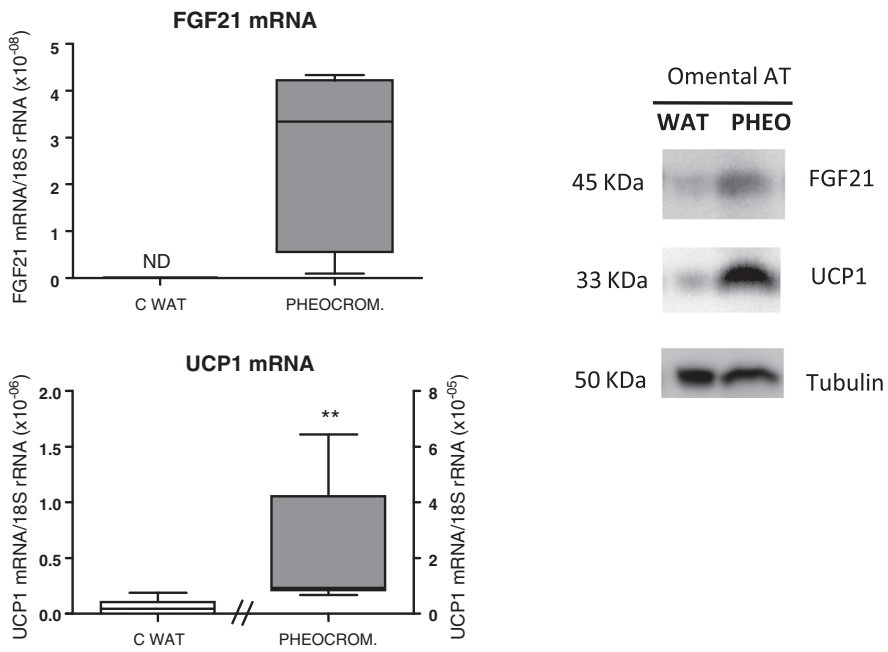 FGF21 mRNA
FGF21 mRNA/18S rRNA (x10-08)
5
4
3
2
1
0
ND
C WAT
PHEOCROM.
UCP1 mRNA
UCP1 mRNA/18S rRNA (x10-06)
2.0
1.5
1.0
0.5
0.0
**
8
6
4
2
0
UCP1 mRNA/18S rRNA (x10-05)
C WAT
PHEOCROM.
Omental AT
WAT PHEO
45 KDa FGF21
33 KDa UCP1
50 KDa Tubulin